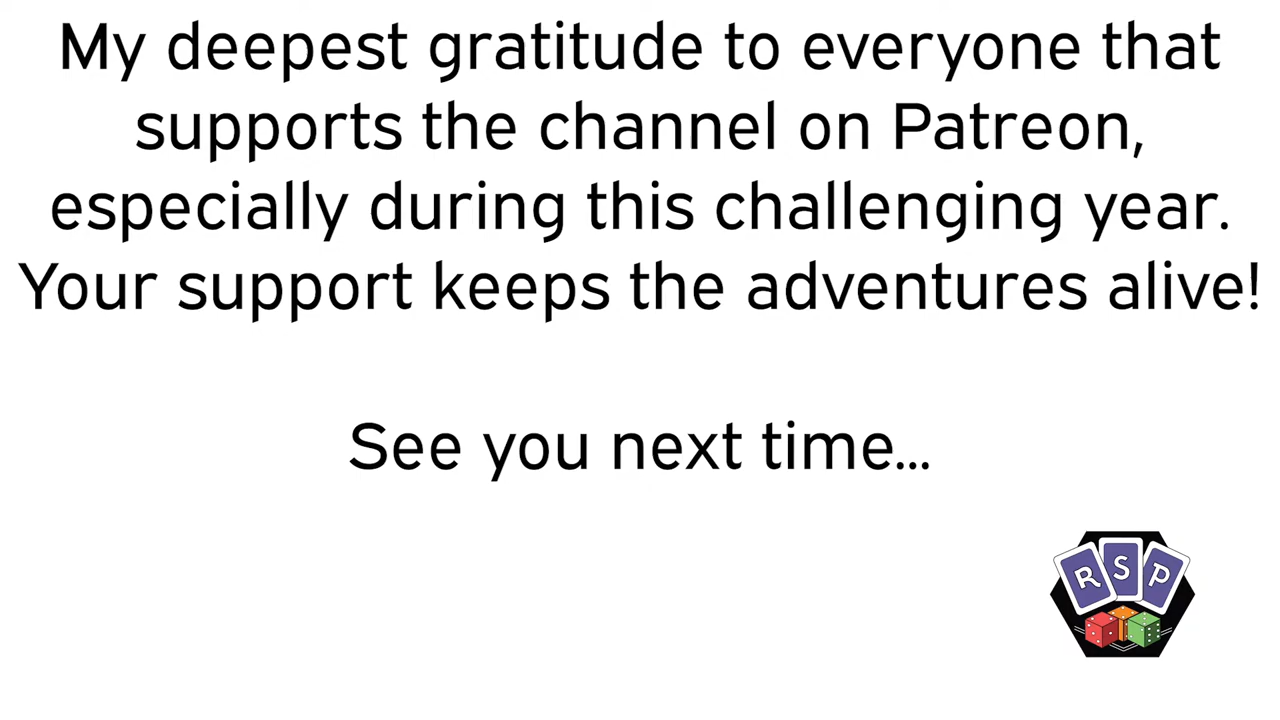 My deepest gratitude to everyone that
supports the channel on Patreon,
especially during this challenging year.
Your support keeps the adventures alive!
See you next time...
R S P